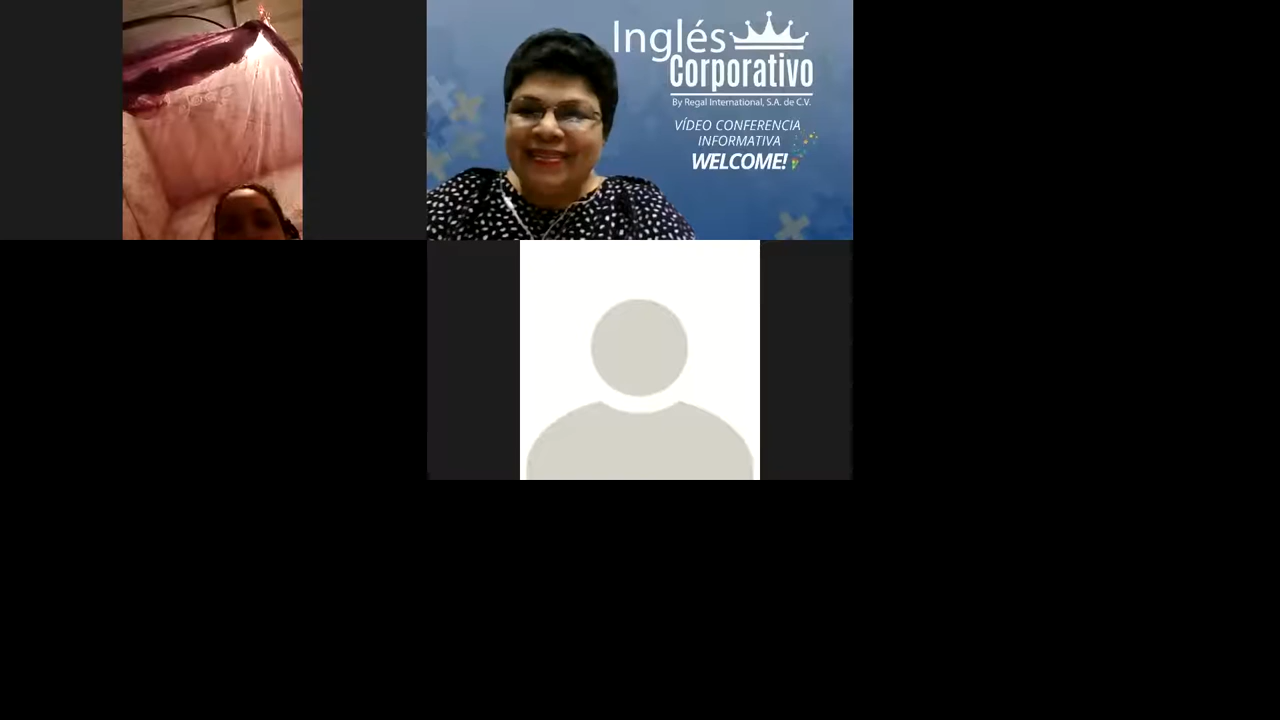 Inglés
Corporativo
By Regal International, S.A. de C.V.
VÍDEO CONFERENCIA
INFORMATIVA
WELCOME!